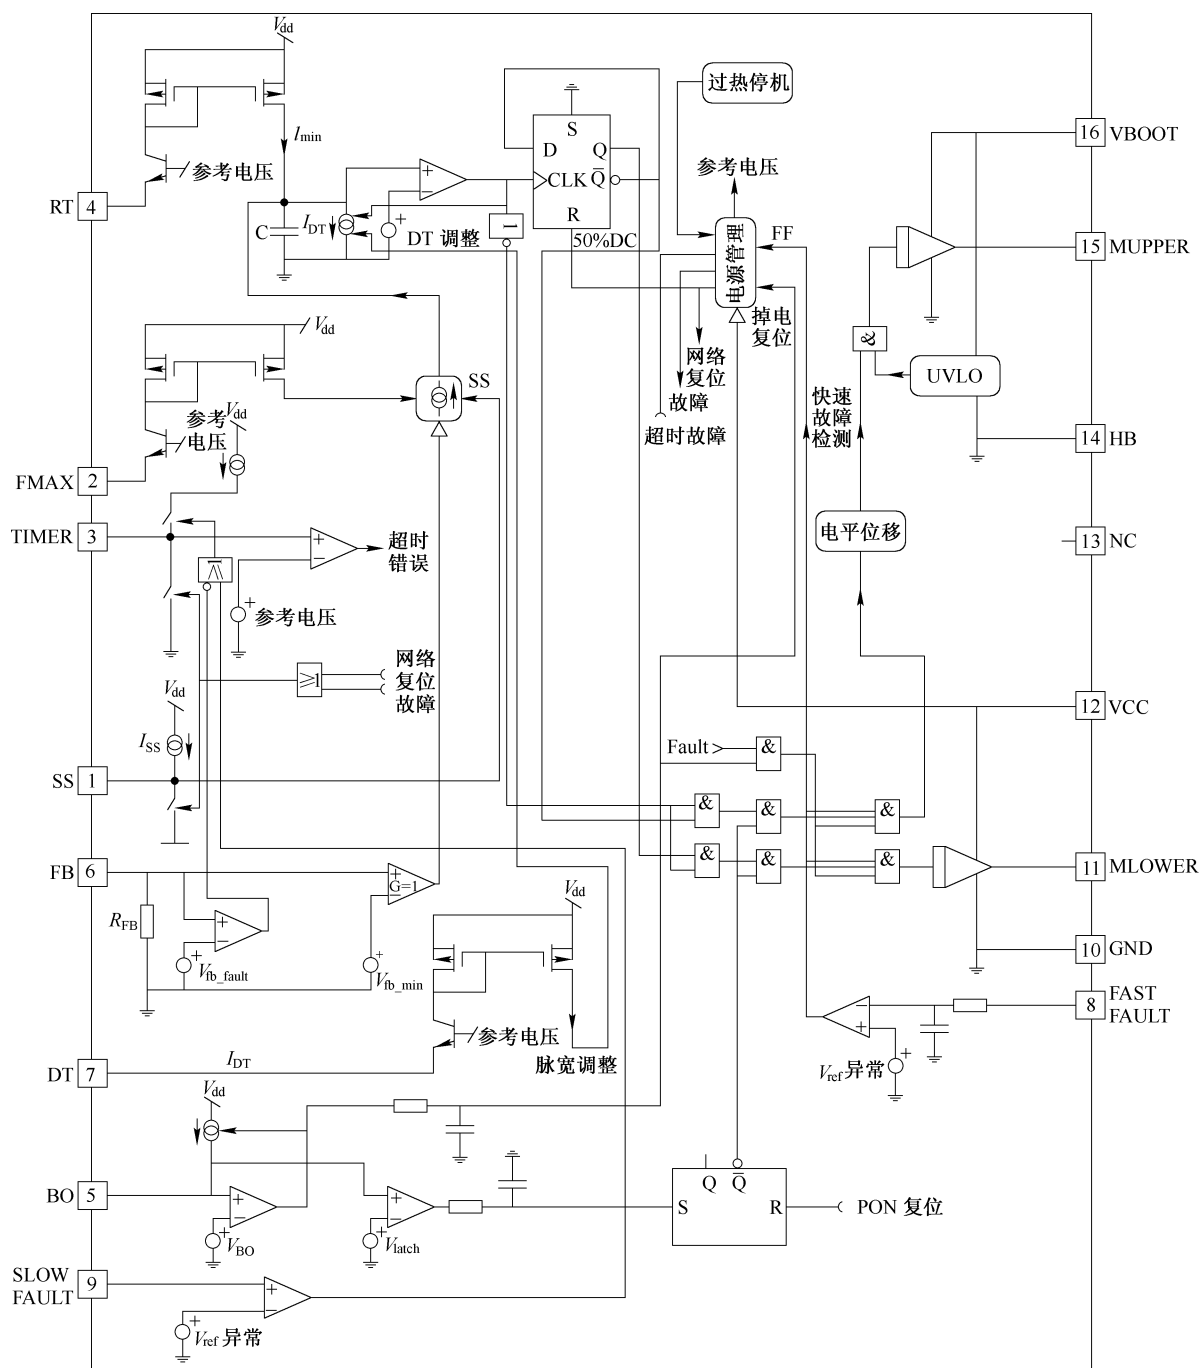 Vdd
Imin
参考电压
RT 4
C
IDT
+
−
+
DT 调整
1
S
D Q
CLK Q̄
R
50%DC
过热停机
参考电压
电源管理
FF
掉电
复位
网络
复位
故障
超时故障
快速
故障
检测
16 VBOOT
15 MUPPER
&
UVLO
14 HB
电平位移
13 NC
Vdd
SS
参考
电压
Vdd
FMAX 2
TIMER 3
+
−
超时
错误
≥1
+
参考电压
≥1
网络
复位
故障
Vdd
ISS
SS 1
12 VCC
Fault
&
& & &
& & &
11 MLOWER
10 GND
FB 6
+
G=1
−
RFB
+
−
+
Vfb_fault
+
Vfb_min
Vdd
参考电压
脉宽调整
8 FAST
FAULT
−
+
+
Vref 异常
IDT
DT 7
Vdd
BO 5
+
−
+
VBO
+
−
+
Vlatch
Q Q̄
S R
PON 复位
SLOW
FAULT 9
+
−
+
Vref 异常